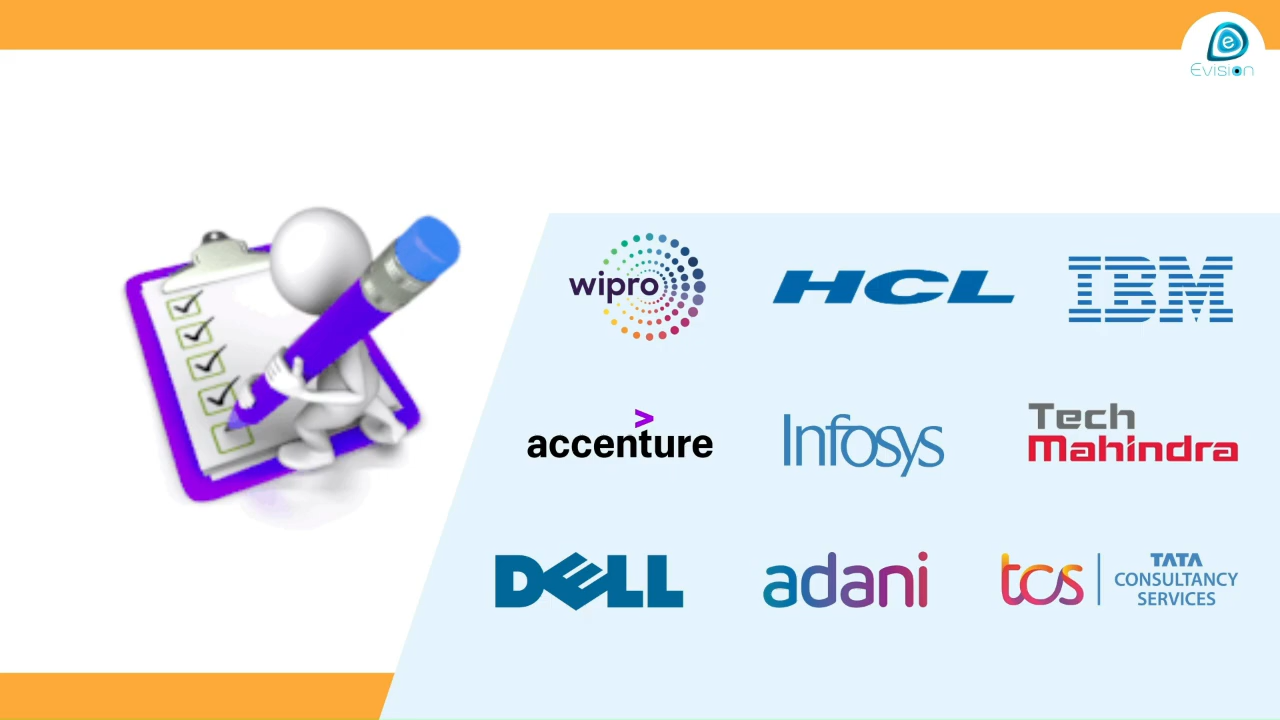 e
Evision
wipro
HCL
IBM
>
accenture
Infosys
Tech
Mahindra
DELL
adani
tcs
TATA
CONSULTANCY
SERVICES